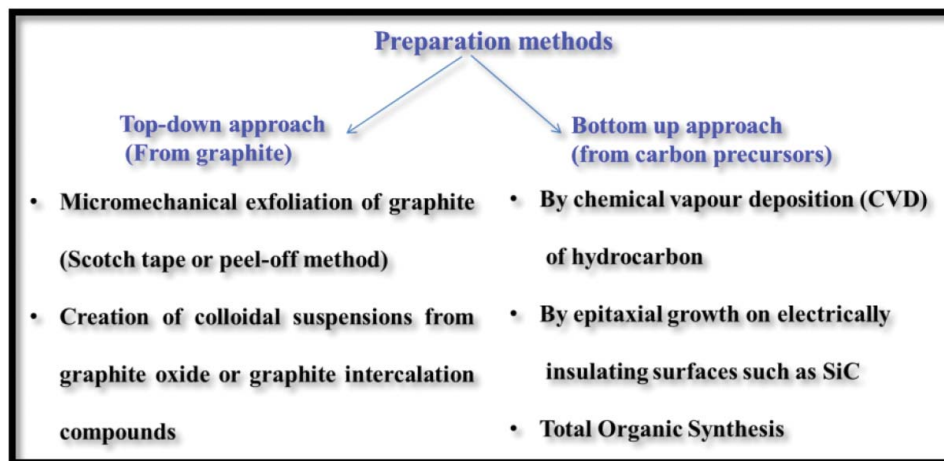 Preparation methods
Top-down approach
(From graphite)
• Micromechanical exfoliation of graphite
(Scotch tape or peel-off method)
• Creation of colloidal suspensions from
graphite oxide or graphite intercalation
compounds
Bottom up approach
(from carbon precursors)
• By chemical vapour deposition (CVD)
of hydrocarbon
• By epitaxial growth on electrically
insulating surfaces such as SiC
• Total Organic Synthesis